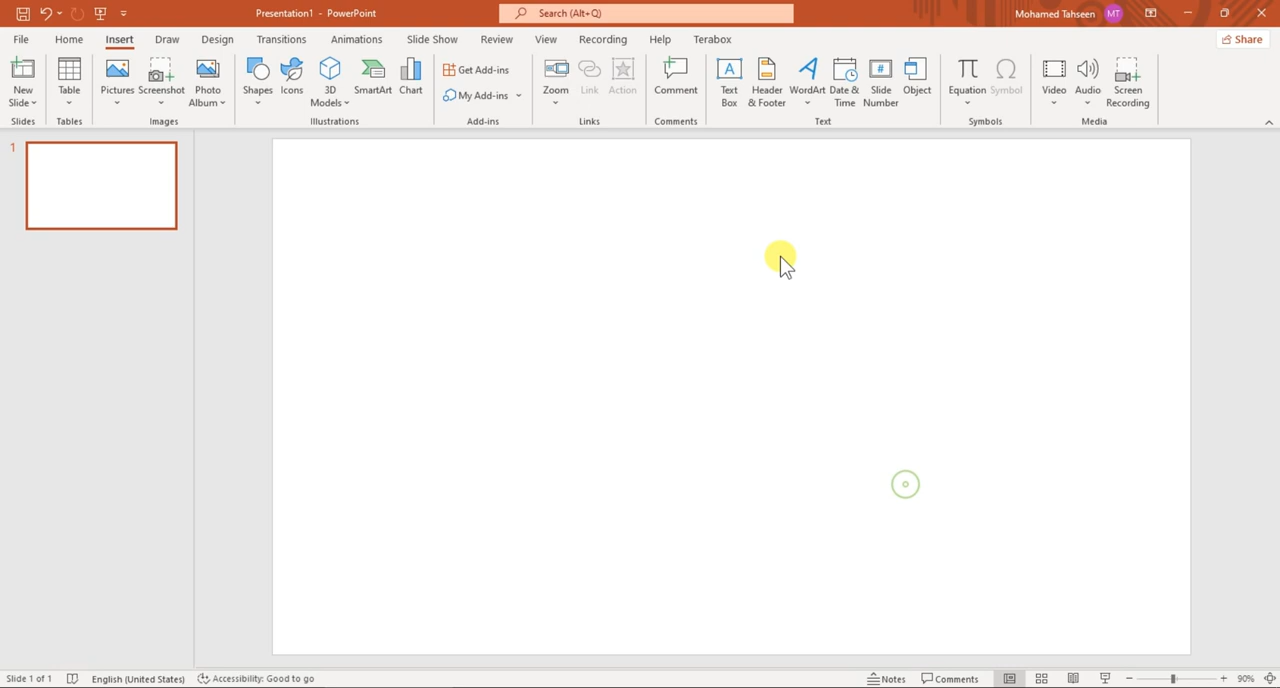 Presentation1 - PowerPoint
Search (Alt+Q)
Mohamed Tahseen MT
File Home Insert Draw Design Transitions Animations Slide Show Review View Recording Help Terabox Share
New Slide
Slides
Table
Tables
Pictures
Screenshot
Photo Album
Images
Shapes
Icons
3D Models
SmartArt
Chart
Illustrations
Get Add-ins
My Add-ins
Add-ins
Zoom
Link
Action
Links
Comment
Comments
A
Text Box
Header & Footer
WordArt
Date & Time
#
Slide Number
Object
Text
π
Equation
Ω
Symbol
Symbols
Video
Audio
Screen Recording
Media
1
Slide 1 of 1 English (United States) Accessibility: Good to go Notes Comments 90%